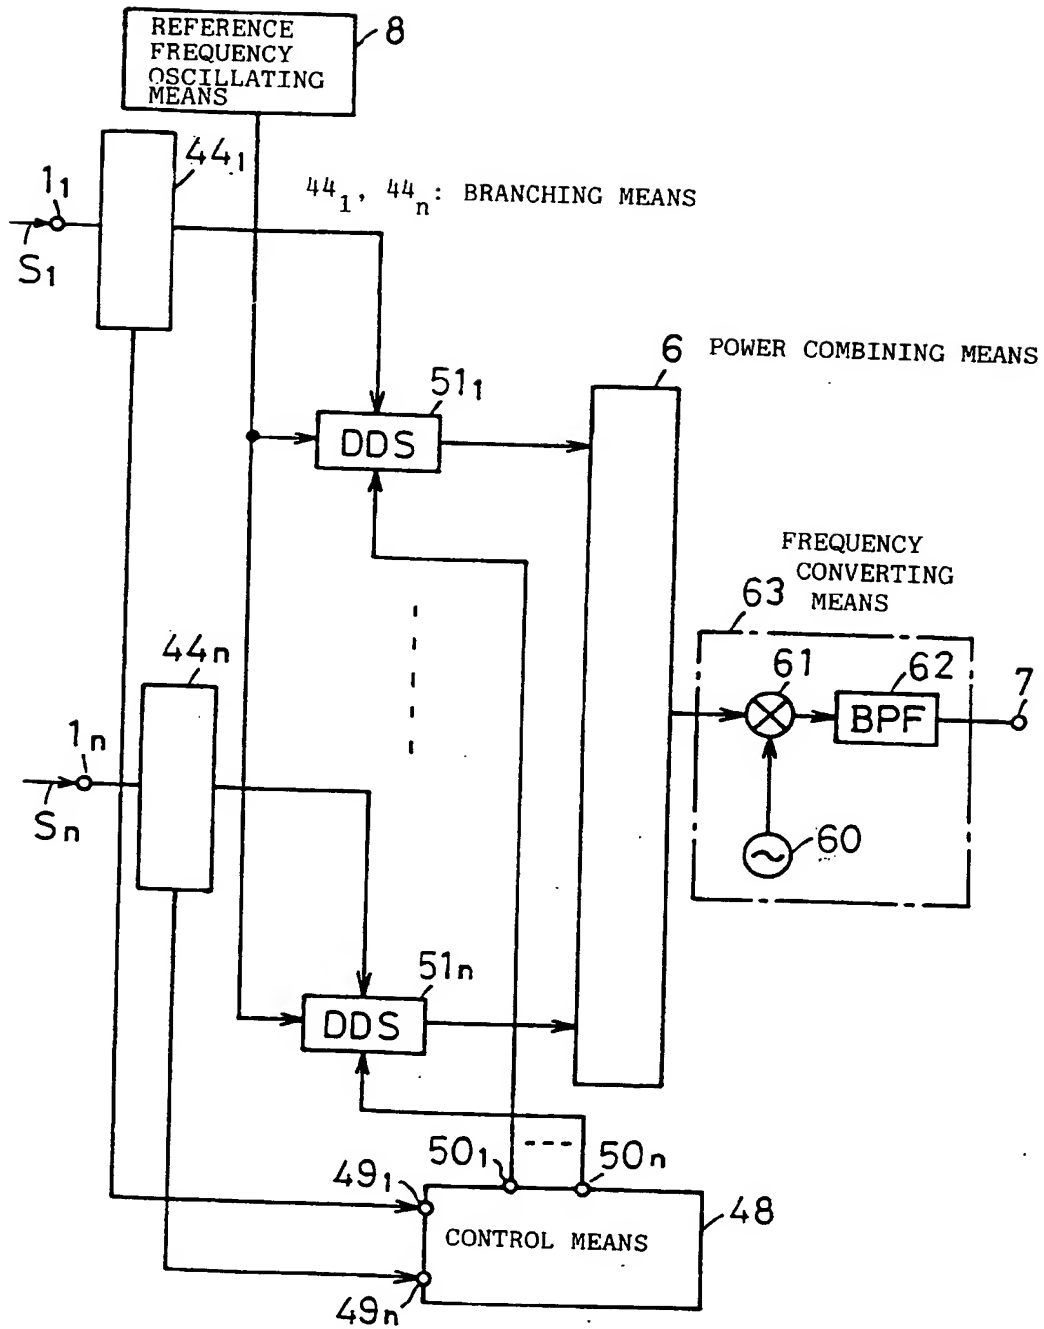 REFERENCE
FREQUENCY
OSCILLATING
MEANS
8
44₁
1₁
S₁
44₁, 44ₙ: BRANCHING MEANS
6 POWER COMBINING MEANS
51₁
DDS
FREQUENCY
CONVERTING
MEANS
63
61
62
BPF
7
60
44n
1n
Sn
51n
DDS
50₁
50n
49₁
48
CONTROL MEANS
49n